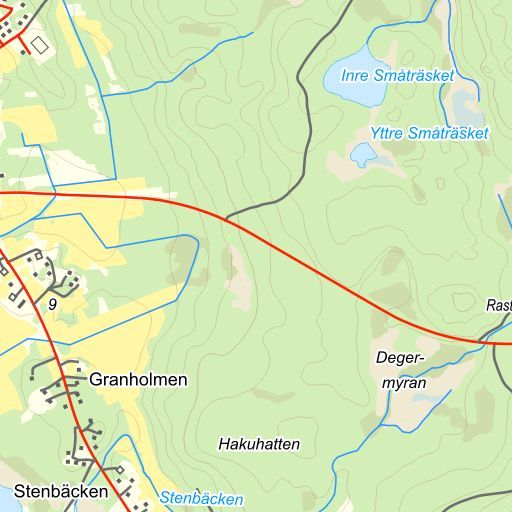 Inre Småträsket
Yttre Småträsket
9
Rast
Deger-
myran
Granholmen
Hakuhatten
Stenbäcken
Stenbäcken